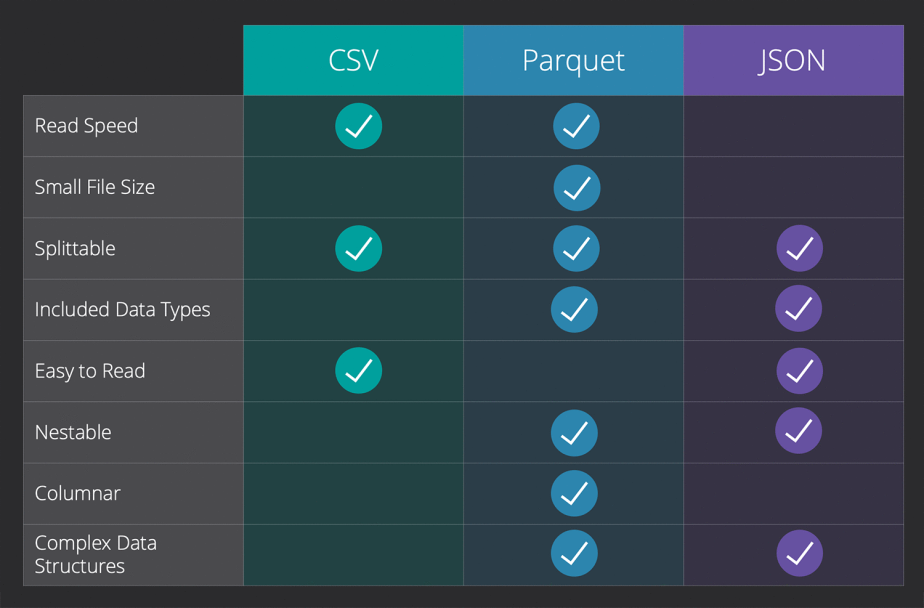 CSV Parquet JSON
Read Speed
Small File Size
Splittable
Included Data Types
Easy to Read
Nestable
Columnar
Complex Data
Structures